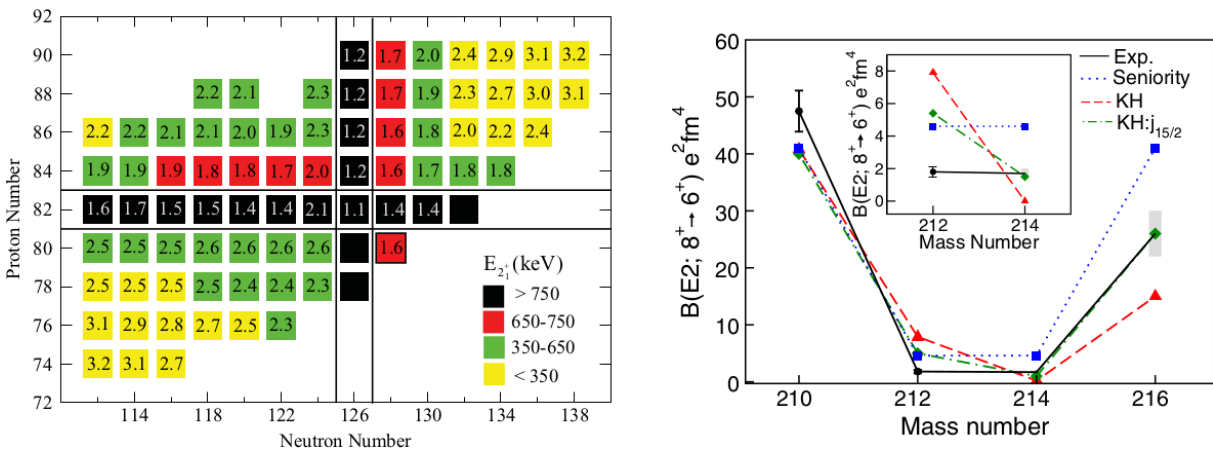 92
90 1.2 1.7 2.0 2.4 2.9 3.1 3.2
88 2.2 2.1 2.3 1.2 1.7 1.9 2.3 2.7 3.0 3.1
86 2.2 2.2 2.1 2.1 2.0 1.9 2.3 1.2 1.6 1.8 2.0 2.2 2.4
84 1.9 1.9 1.9 1.8 1.8 1.7 2.0 1.2 1.6 1.7 1.8 1.8
82 1.6 1.7 1.5 1.5 1.4 1.4 2.1 1.1 1.4 1.4
80 2.5 2.5 2.5 2.6 2.6 2.6 2.6 1.6
78 2.5 2.5 2.5 2.5 2.4 2.4 2.3
76 3.1 2.9 2.8 2.7 2.5 2.3
74 3.2 3.1 2.7
72
Proton Number
E2₁⁺(keV)
> 750
650-750
350-650
< 350
114 118 122 126 130 134 138
Neutron Number
60
50
40
30
20
10
0
B(E2; 8⁺→ 6⁺) e²fm⁴
8
6
4
2
0
B(E2; 8⁺→ 6⁺) e²fm⁴
212 214
Mass Number
Exp.
Seniority
KH
KH:j₁₅/₂
210 212 214 216
Mass number